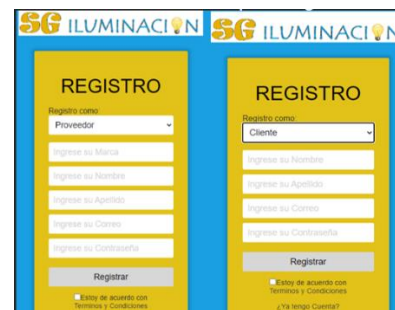 SG ILUMINACION
REGISTRO
Registro como:
Proveedor
Ingrese su Marca
Ingrese su Nombre
Ingrese su Apellido
Ingrese su Correo
Ingrese su Contraseña
Registrar
Estoy de acuerdo con
Terminos y Condiciones
SG ILUMINACI N
REGISTRO
Registro como:
Cliente
Ingrese su Nombre
Ingrese su Apellido
Ingrese su Correo
Ingrese su Contraseña
Registrar
Estoy de acuerdo con
Terminos y Condiciones
¿Ya tengo Cuenta?